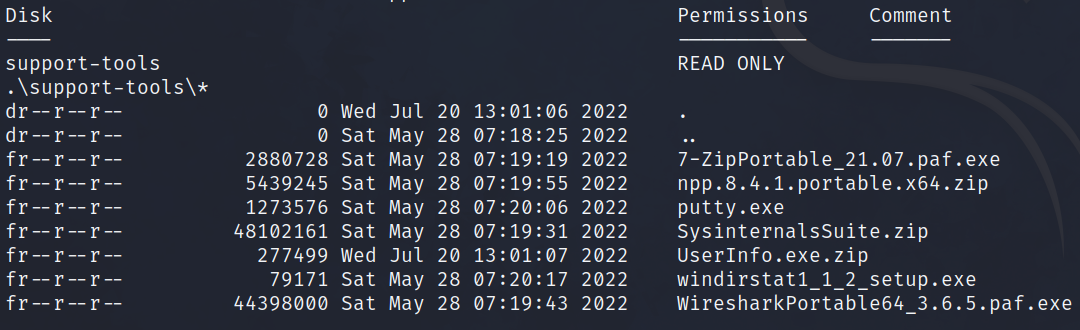 Disk Permissions Comment
---- ----------- -------
support-tools READ ONLY
.\support-tools\*
dr--r--r-- 0 Wed Jul 20 13:01:06 2022 .
dr--r--r-- 0 Sat May 28 07:18:25 2022 ..
fr--r--r-- 2880728 Sat May 28 07:19:19 2022 7-ZipPortable_21.07.paf.exe
fr--r--r-- 5439245 Sat May 28 07:19:55 2022 npp.8.4.1.portable.x64.zip
fr--r--r-- 1273576 Sat May 28 07:20:06 2022 putty.exe
fr--r--r-- 48102161 Sat May 28 07:19:31 2022 SysinternalsSuite.zip
fr--r--r-- 277499 Wed Jul 20 13:01:07 2022 UserInfo.exe.zip
fr--r--r-- 79171 Sat May 28 07:20:17 2022 windirstat1_1_2_setup.exe
fr--r--r-- 44398000 Sat May 28 07:19:43 2022 WiresharkPortable64_3.6.5.paf.exe